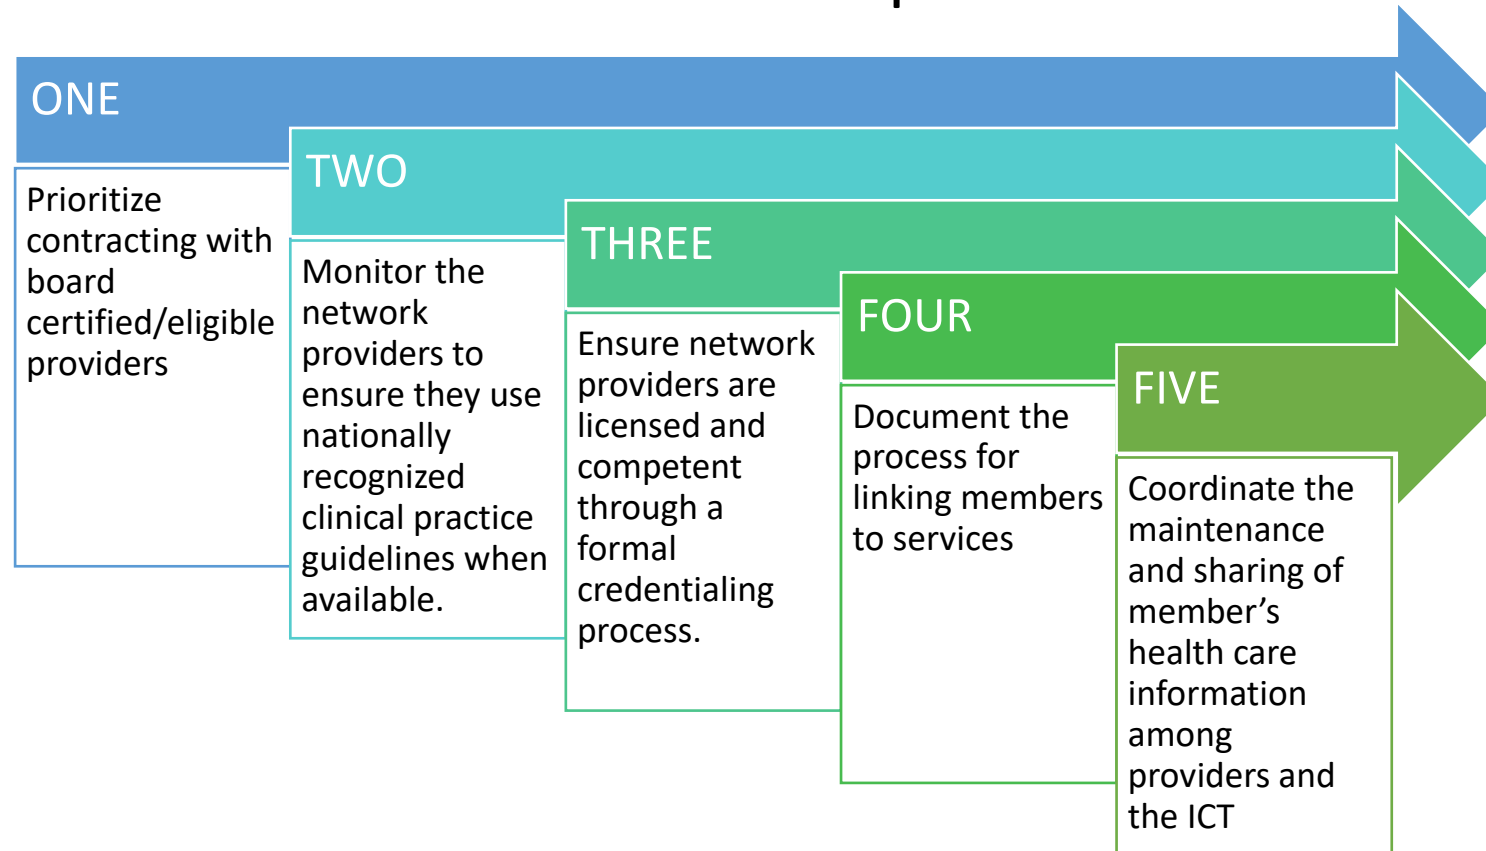 ONE
Prioritize
contracting with
board
certified/eligible
providers
TWO
Monitor the
network
providers to
ensure they use
nationally
recognized
clinical practice
guidelines when
available.
THREE
Ensure network
providers are
licensed and
competent
through a
formal
credentialing
process.
FOUR
Document the
process for
linking members
to services
FIVE
Coordinate the
maintenance
and sharing of
member’s
health care
information
among
providers and
the ICT